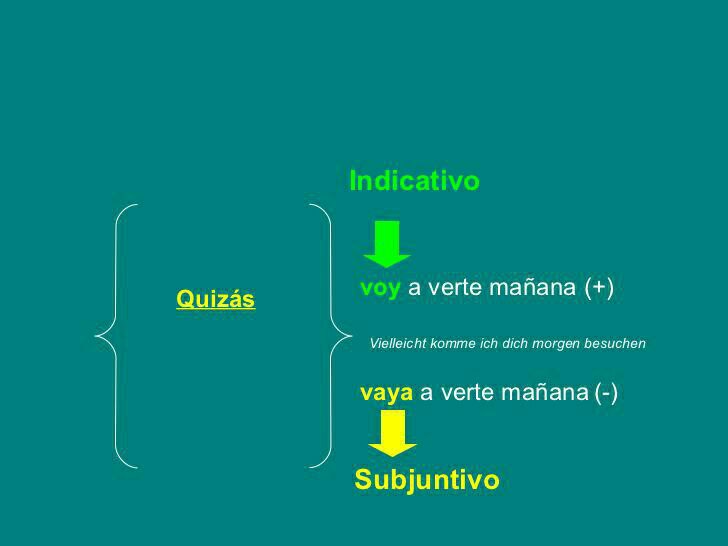 Indicativo
Quizás
voy a verte mañana (+)
Vielleicht komme ich dich morgen besuchen
vaya a verte mañana (-)
Subjuntivo